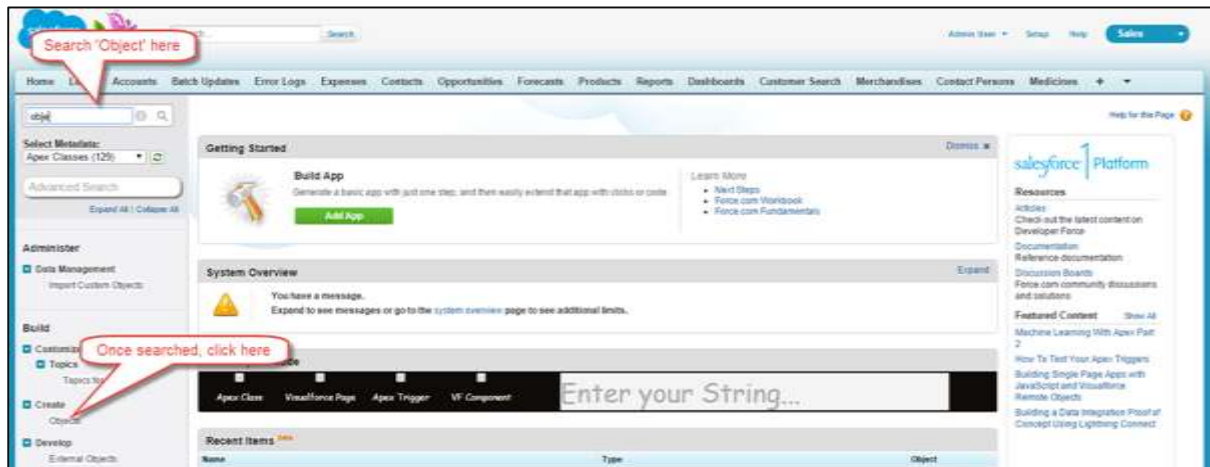 Search 'Object' here
Search
Admin User
Setup
Help
Sales
Home
Accounts
Batch Updates
Error Logs
Expenses
Contacts
Opportunities
Forecasts
Products
Reports
Dashboards
Customer Search
Merchandises
Contact Persons
Medicines
+
obje
Help for this Page
Select Metadata:
Apex Classes (129)
Advanced Search
Expand All | Collapse All
Administer
Data Management
Import Custom Objects
Build
Customize
Once searched, click here
Topics
Topics for
Create
Objects
Develop
External Objects
Getting Started
Dismiss
Build App
Generate a basic app with just one step, and then easily extend that app with clicks or code
Add App
Learn More
Next Steps
Force.com Workbook
Force.com Fundamentals
System Overview
Expand
You have a message.
Expand to see messages or go to the system overview page to see additional limits.
Apex Class
Visualforce Page
Apex Trigger
VF Component
Enter your String...
Recent Items Beta
Name
Type
Object
salesforce1 Platform
Resources
Articles
Check out the latest content on
Developer Force
Documentation
Reference documentation
Discussion Boards
Force.com community discussions
and solutions
Featured Content
Show All
Machine Learning With Apex Part
2
How To Test Your Apex Triggers
Building Single Page Apps with
JavaScript and Visualforce
Remote Objects
Building a Data Integration Proof of
Concept Using Lightning Connect